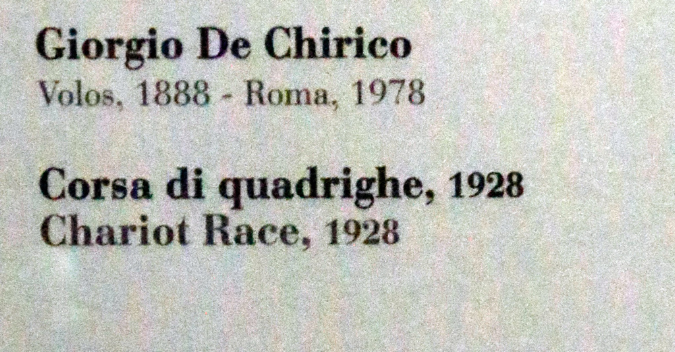 Giorgio De Chirico
Volos, 1888 - Roma, 1978
Corsa di quadrighe, 1928
Chariot Race, 1928